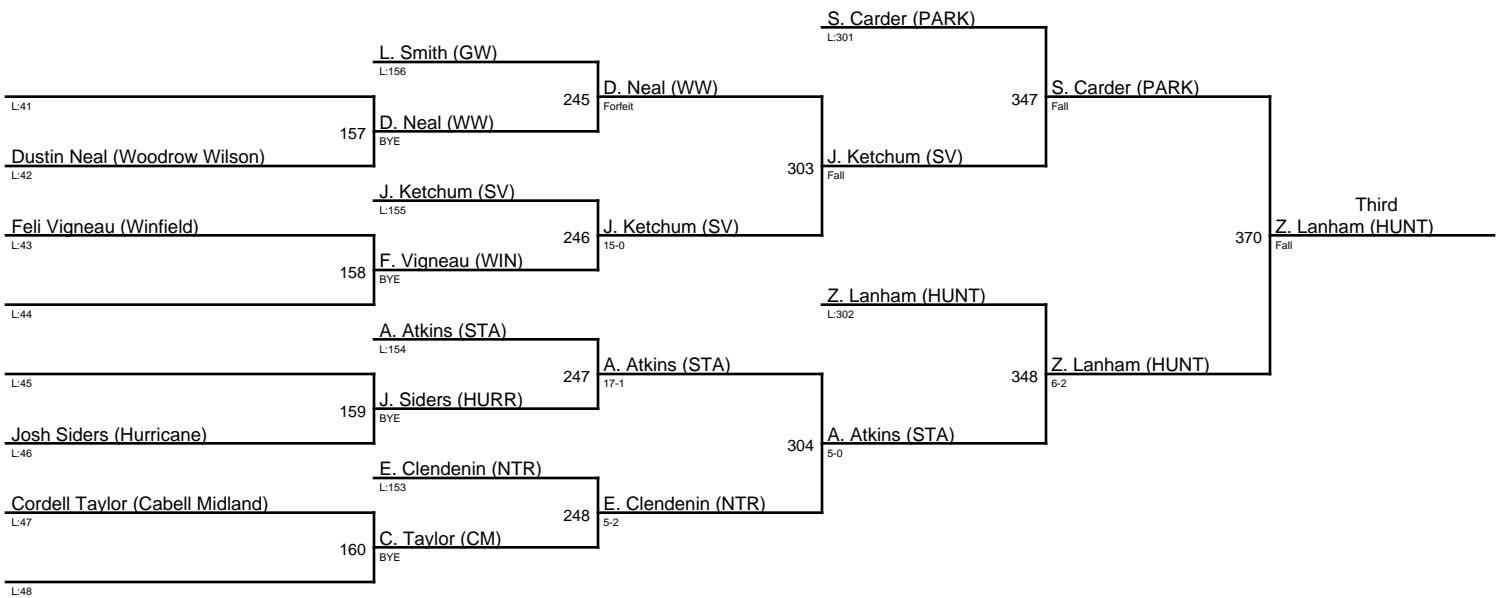 S. Carder (PARK)
L:301
L. Smith (GW)
L:156
D. Neal (WW)
Forfeit
245
347
S. Carder (PARK)
Fall
L:41
157
D. Neal (WW)
BYE
Dustin Neal (Woodrow Wilson)
L:42
303
J. Ketchum (SV)
Fall
J. Ketchum (SV)
L:155
Feli Vigneau (Winfield)
L:43
246
J. Ketchum (SV)
15-0
370
Third
Z. Lanham (HUNT)
Fall
158
F. Vigneau (WIN)
BYE
L:44
Z. Lanham (HUNT)
L:302
A. Atkins (STA)
L:154
L:45
247
A. Atkins (STA)
17-1
348
Z. Lanham (HUNT)
6-2
159
J. Siders (HURR)
BYE
Josh Siders (Hurricane)
L:46
304
A. Atkins (STA)
5-0
E. Clendenin (NTR)
L:153
Cordell Taylor (Cabell Midland)
L:47
248
E. Clendenin (NTR)
5-2
160
C. Taylor (CM)
BYE
L:48